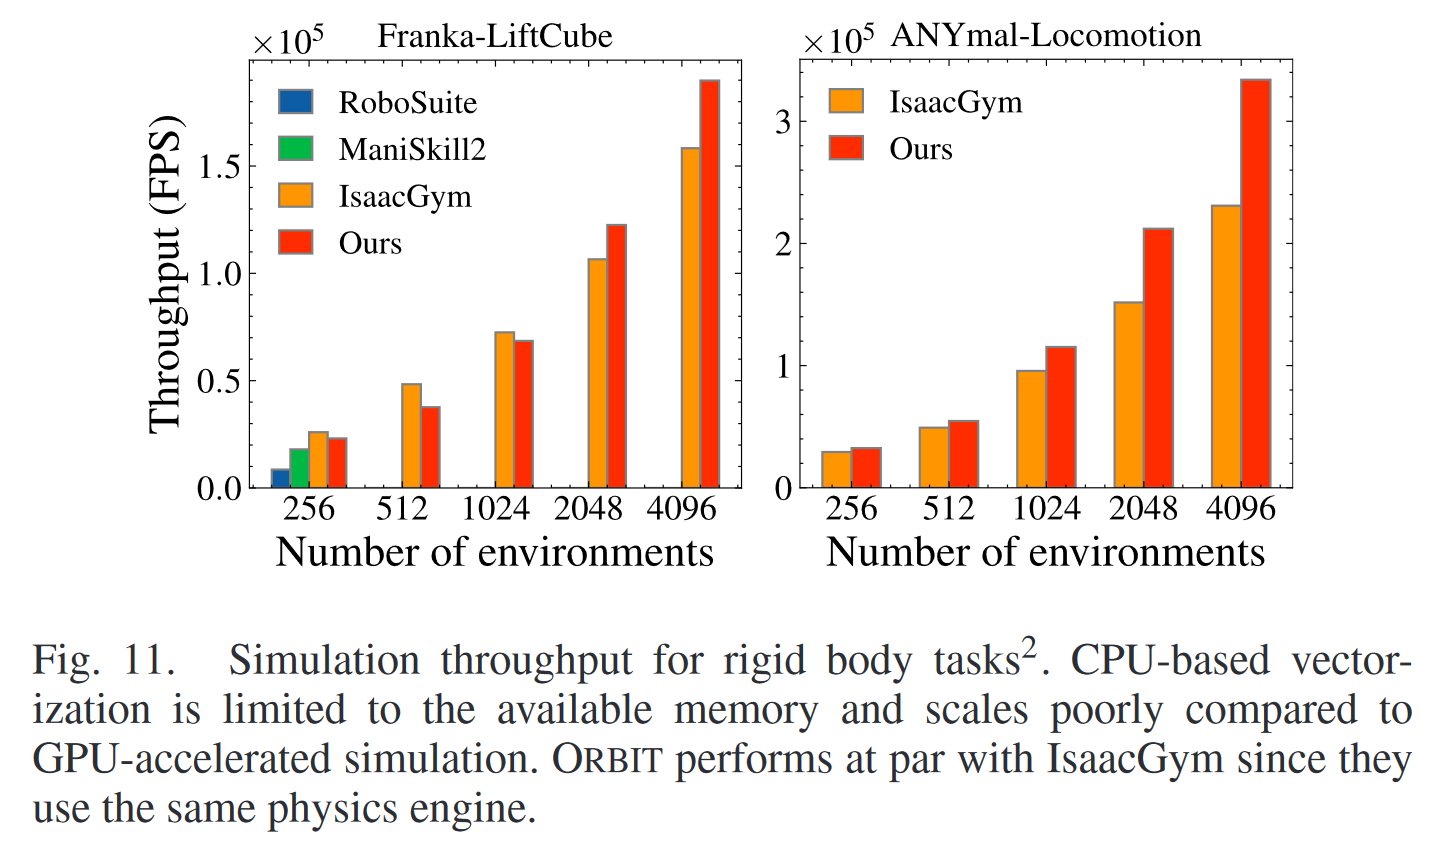 ×10⁵ Franka-LiftCube
RoboSuite
ManiSkill2
IsaacGym
Ours
Throughput (FPS)
1.5
1.0
0.5
0.0
256 512 1024 2048 4096
Number of environments
×10⁵ ANYmal-Locomotion
IsaacGym
Ours
3
2
1
0
256 512 1024 2048 4096
Number of environments
Fig. 11. Simulation throughput for rigid body tasks². CPU-based vector-
ization is limited to the available memory and scales poorly compared to
GPU-accelerated simulation. ORBIT performs at par with IsaacGym since they
use the same physics engine.